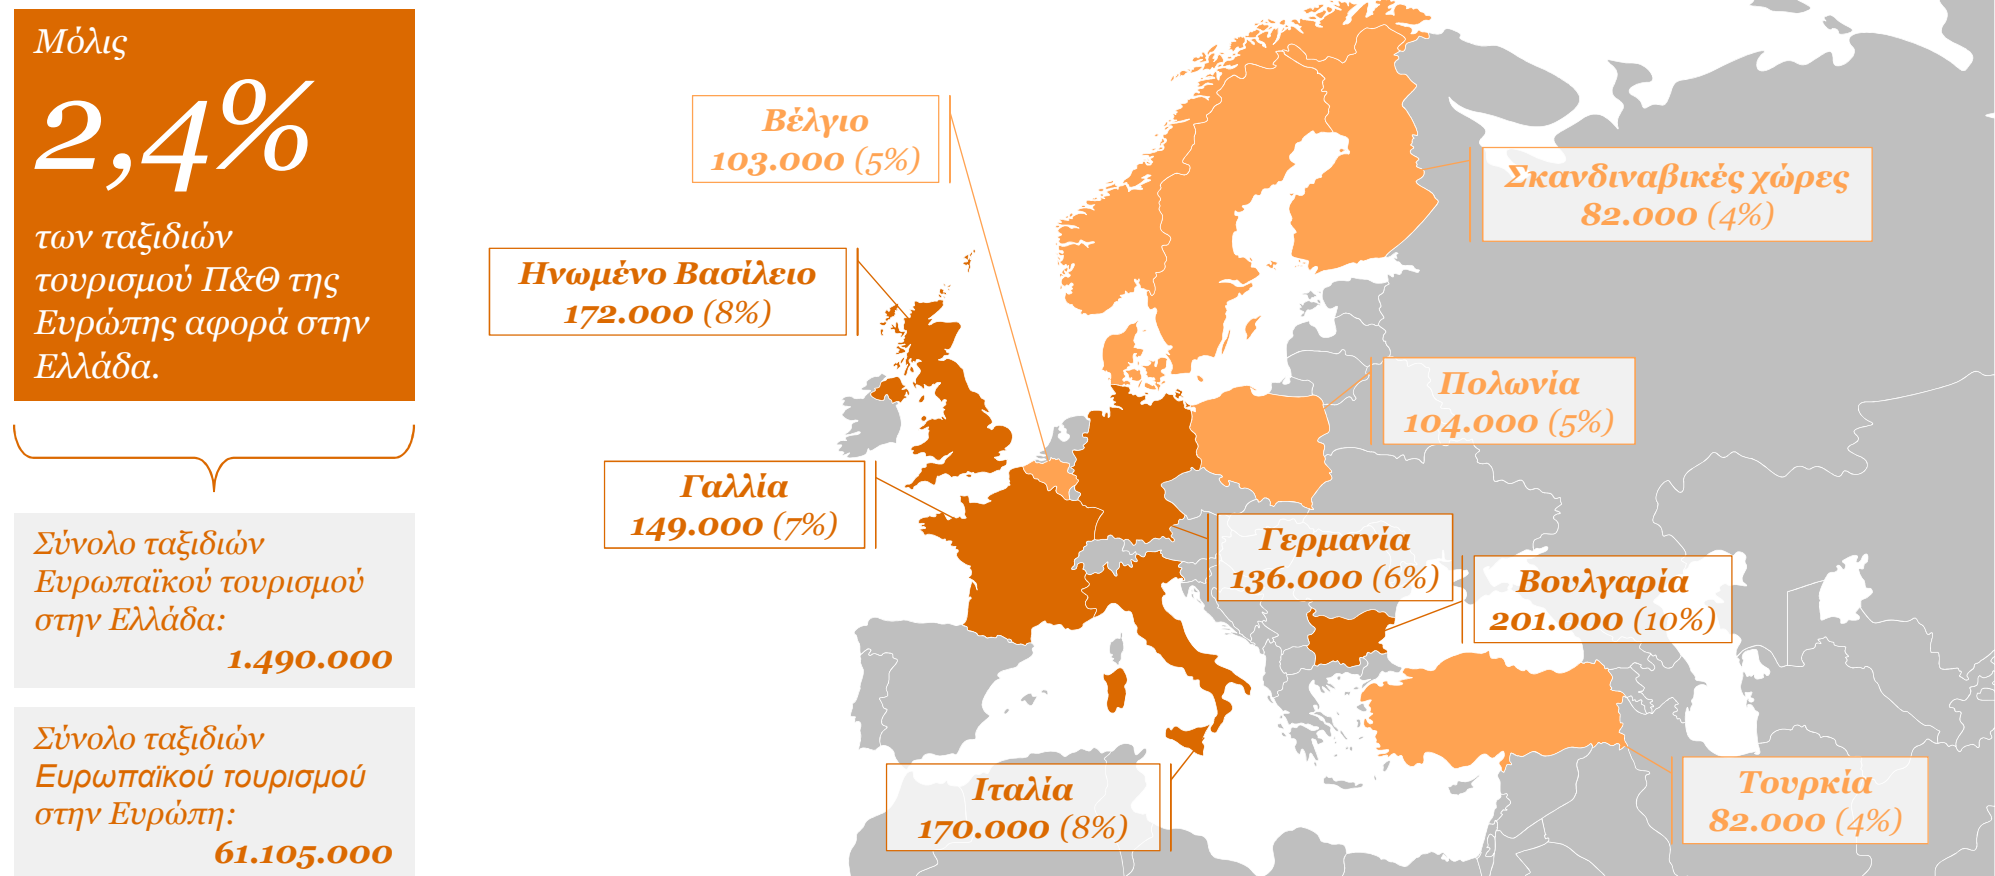 Μόλις
2,4%
των ταξιδιών
τουρισμού Π&Θ της
Ευρώπης αφορά στην
Ελλάδα.
Σύνολο ταξιδιών
Ευρωπαϊκού τουρισμού
στην Ελλάδα:
1.490.000
Σύνολο ταξιδιών
Ευρωπαϊκού τουρισμού
στην Ευρώπη:
61.105.000
Βέλγιο
103.000 (5%)
Σκανδιναβικές χώρες
82.000 (4%)
Ηνωμένο Βασίλειο
172.000 (8%)
Πολωνία
104.000 (5%)
Γαλλία
149.000 (7%)
Γερμανία
136.000 (6%)
Βουλγαρία
201.000 (10%)
Ιταλία
170.000 (8%)
Τουρκία
82.000 (4%)